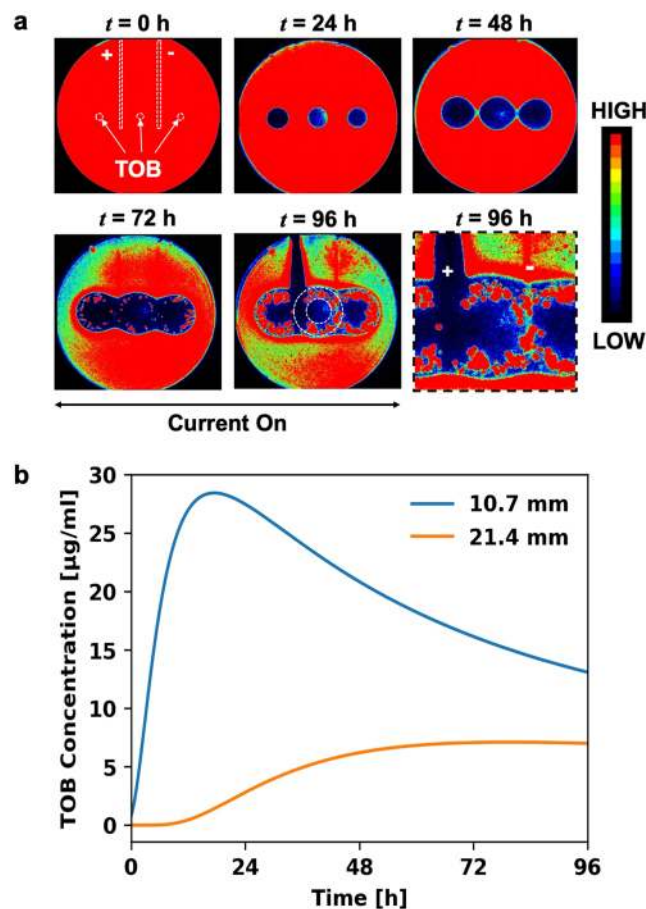 a
t = 0 h
t = 24 h
t = 48 h
+
-
TOB
HIGH
LOW
t = 72 h
t = 96 h
t = 96 h
+
-
Current On
b
TOB Concentration [μg/ml]
30
25
20
15
10
5
0
10.7 mm
21.4 mm
0
24
48
72
96
Time [h]